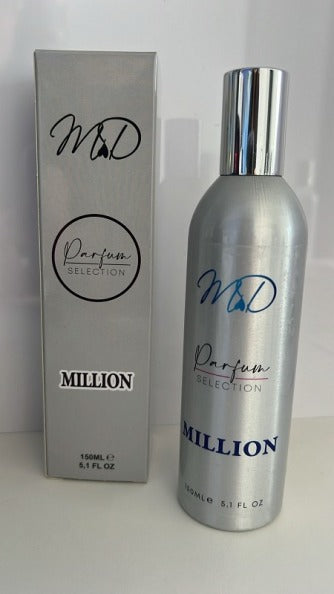 M&D
Parfum
SELECTION
MILLION
150ML ℮
5,1 FL OZ
M&D
Parfum
SELECTION
MILLION
150ML℮ 5,1 FL OZ